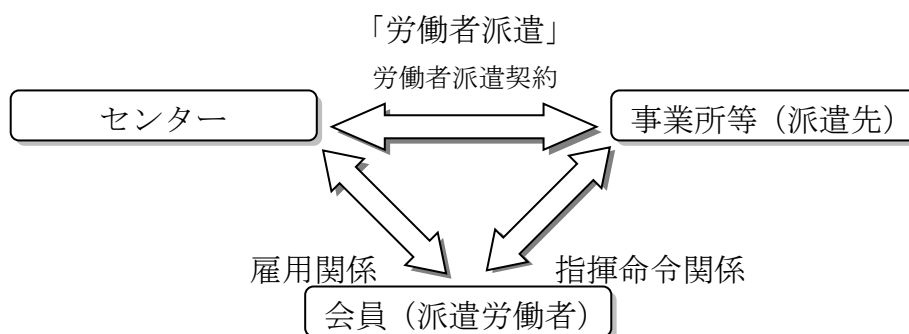 「労働者派遣」
労働者派遣契約
センター
事業所等（派遣先）
雇用関係
指揮命令関係
会員（派遣労働者）